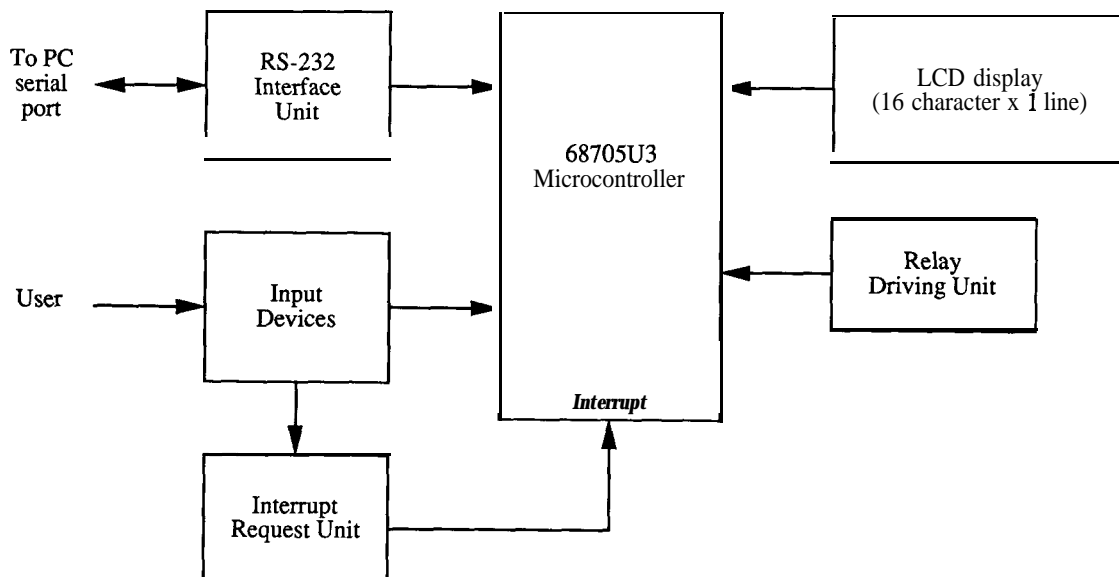 To PC
serial
port
RS-232
Interface
Unit
68705U3
Microcontroller
LCD display
(16 character x 1 line)
User
Input
Devices
Relay
Driving Unit
Interrupt
Interrupt
Request Unit